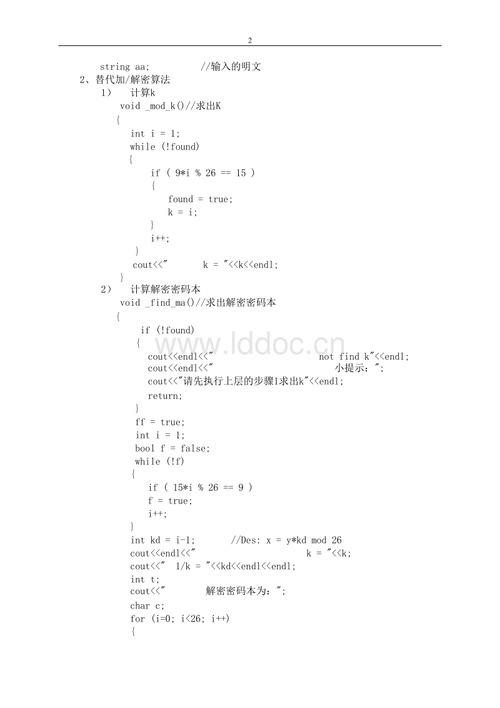 2
string aa;        //输入的明文
2、替代加/解密算法
1）  计算k
void _mod_k()//求出K
{
int i = 1;
while (!found)
{
if ( 9*i % 26 == 15 )
{
found = true;
k = i;
}
i++;
}
cout<<"      k = "<<k<<endl;
}
2）  计算解密密码本
void _find_ma()//求出解密密码本
{
if (!found)
{
cout<<endl<<"                not find k"<<endl;
cout<<endl<<"                  小提示：";
cout<<"请先执行上层的步骤1求出k"<<endl;
return;
}
ff = true;
int i = 1;
bool f = false;
while (!f)
{
if ( 15*i % 26 == 9 )
f = true;
i++;
}
int kd = i-1;     //Des: x = y*kd mod 26
cout<<endl<<"                k = "<<k;
cout<<" 1/k = "<<kd<<endl<<endl;
int t;
cout<<"      解密密码本为：";
char c;
for (i=0; i<26; i++)
{
www.lddoc.cn